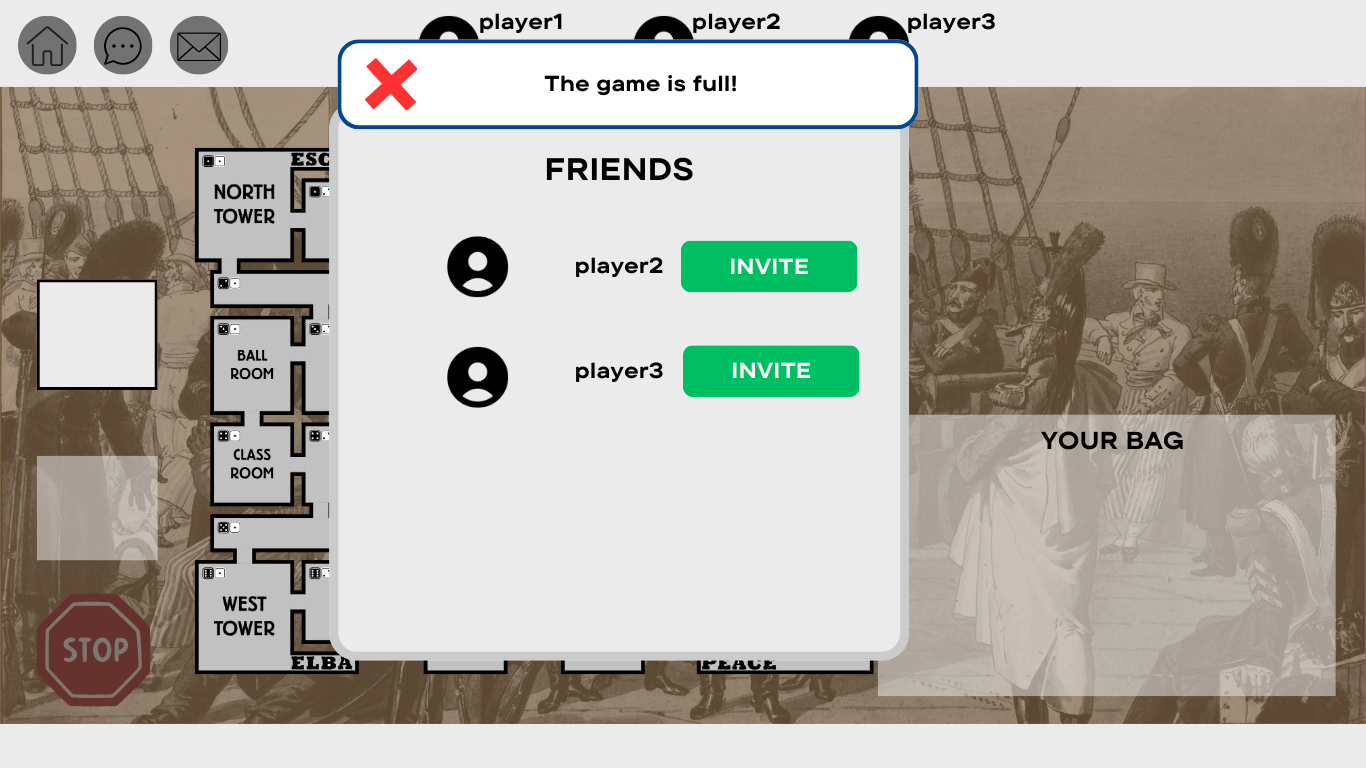 player1
player2
player3
The game is full!
FRIENDS
player2
INVITE
player3
INVITE
ESC
NORTH
TOWER
BALL
ROOM
CLASS
ROOM
WEST
TOWER
ELBA
PEACE
STOP
YOUR BAG